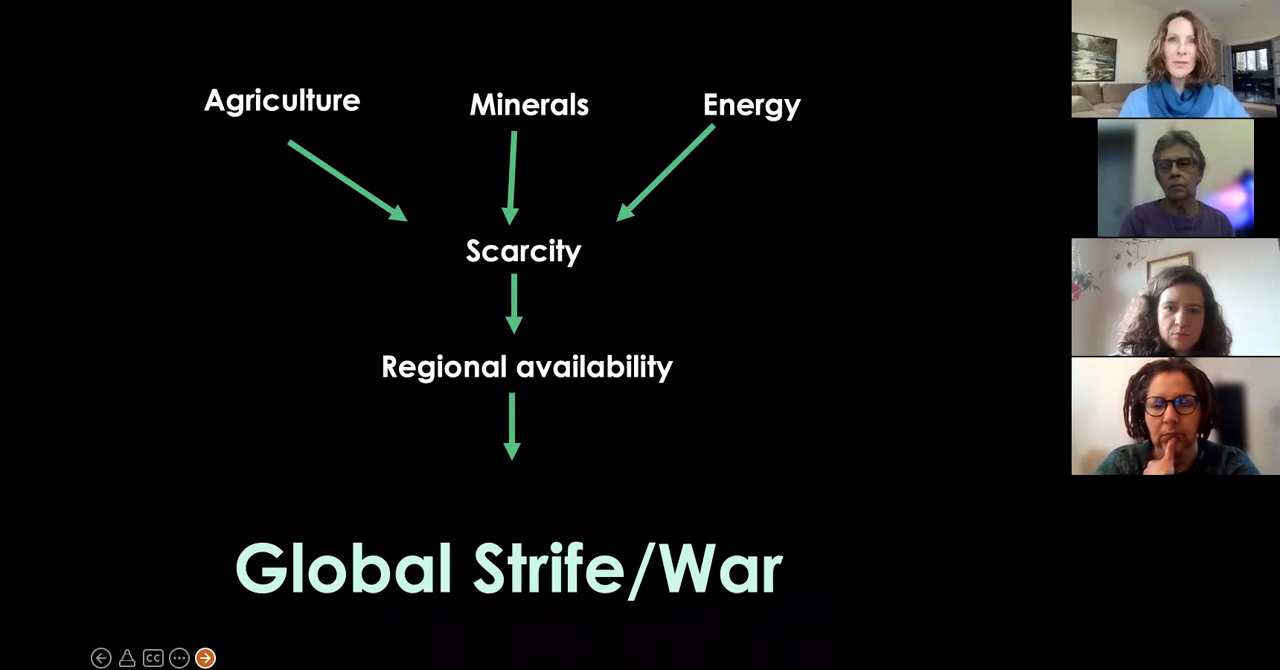 Agriculture Minerals Energy
Scarcity
Regional availability
Global Strife/War
CC